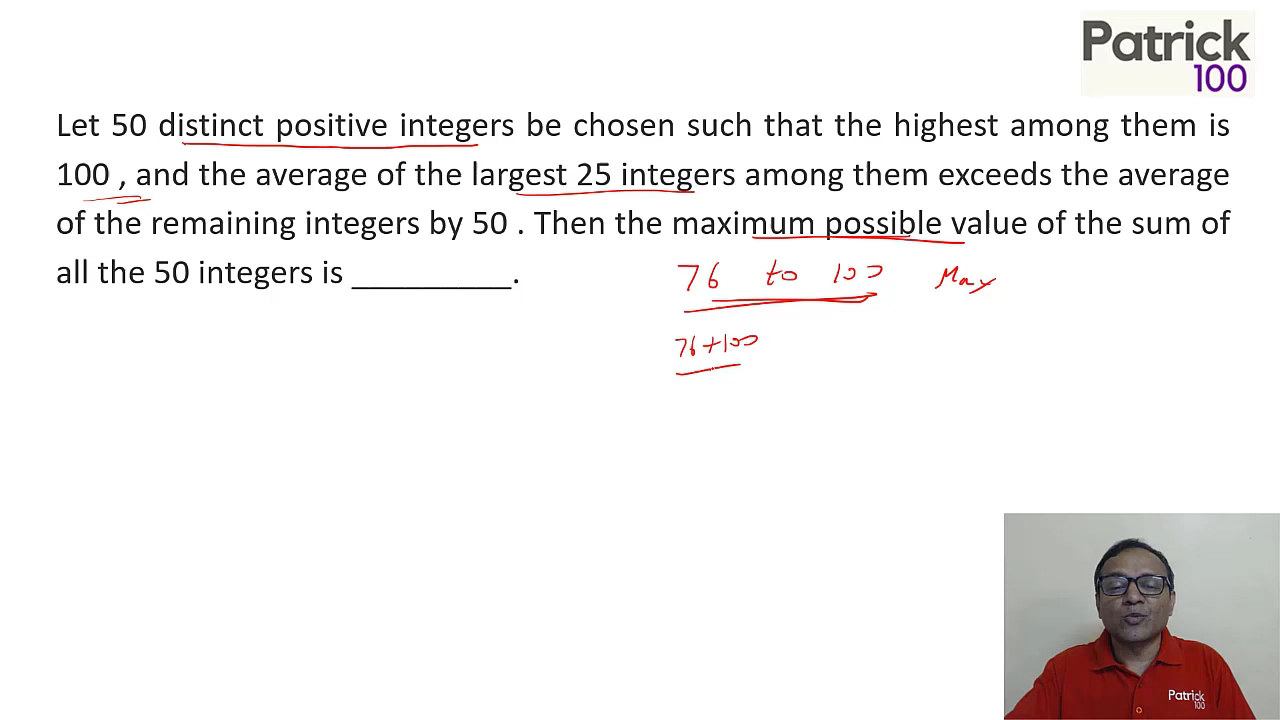 Patrick
100
Let 50 distinct positive integers be chosen such that the highest among them is
100 , and the average of the largest 25 integers among them exceeds the average
of the remaining integers by 50 . Then the maximum possible value of the sum of
all the 50 integers is __________.
76 to 100 Max
76+100
Patrick
100